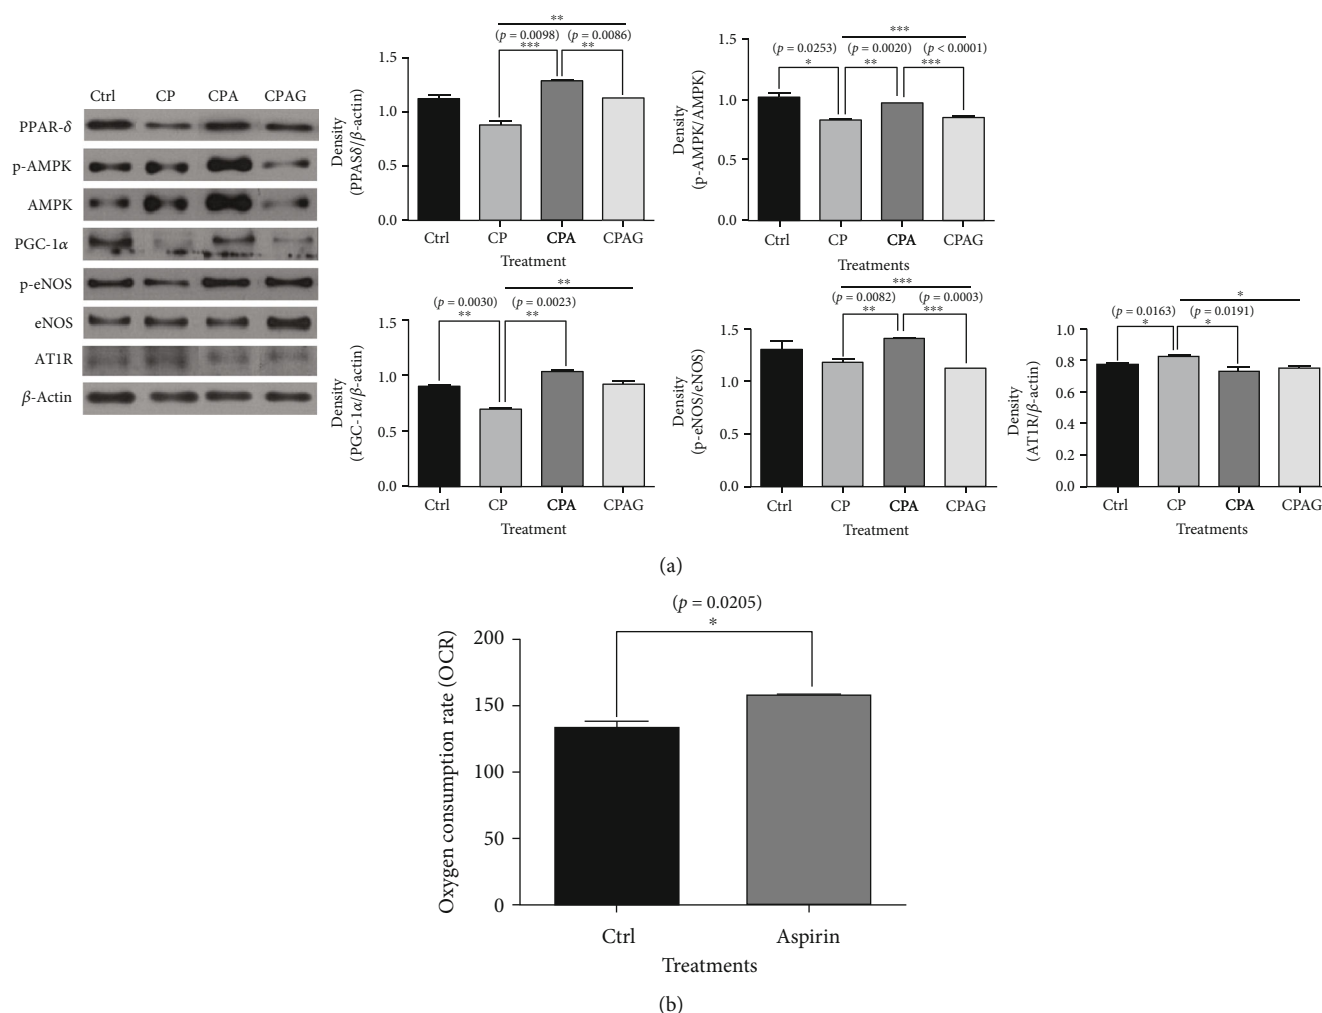 Ctrl CP CPA CPAG
PPAR-δ
p-AMPK
AMPK
PGC-1α
p-eNOS
eNOS
AT1R
β-Actin
**
(p = 0.0098) (p = 0.0086)
*** **
1.5
1.0
0.5
0.0
Density
(PPASδ/β-actin)
Ctrl CP CPA CPAG
Treatment
***
(p = 0.0253) (p = 0.0020) (p < 0.0001)
* ** ***
1.5
1.0
0.5
0.0
Density
(p-AMPK/AMPK)
Ctrl CP CPA CPAG
Treatments
**
(p = 0.0030) (p = 0.0023)
** **
1.5
1.0
0.5
0.0
Density
(PGC-1α/β-actin)
Ctrl CP CPA CPAG
Treatment
***
(p = 0.0082) (p = 0.0003)
** ***
1.5
1.0
0.5
0.0
Density
(p-eNOS/eNOS)
Ctrl CP CPA CPAG
Treatment
*
(p = 0.0163) (p = 0.0191)
* *
1.0
0.8
0.6
0.4
0.2
0.0
Density
(AT1R/β-actin)
Ctrl CP CPA CPAG
Treatments
(a)
(p = 0.0205)
*
200
150
100
50
0
Oxygen consumption rate (OCR)
Ctrl Aspirin
Treatments
(b)